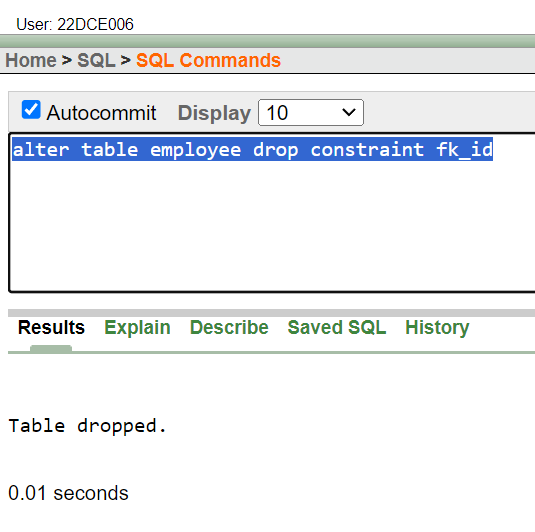 User: 22DCE006
Home > SQL > SQL Commands
Autocommit Display 10
alter table employee drop constraint fk_id
Results Explain Describe Saved SQL History
Table dropped.
0.01 seconds